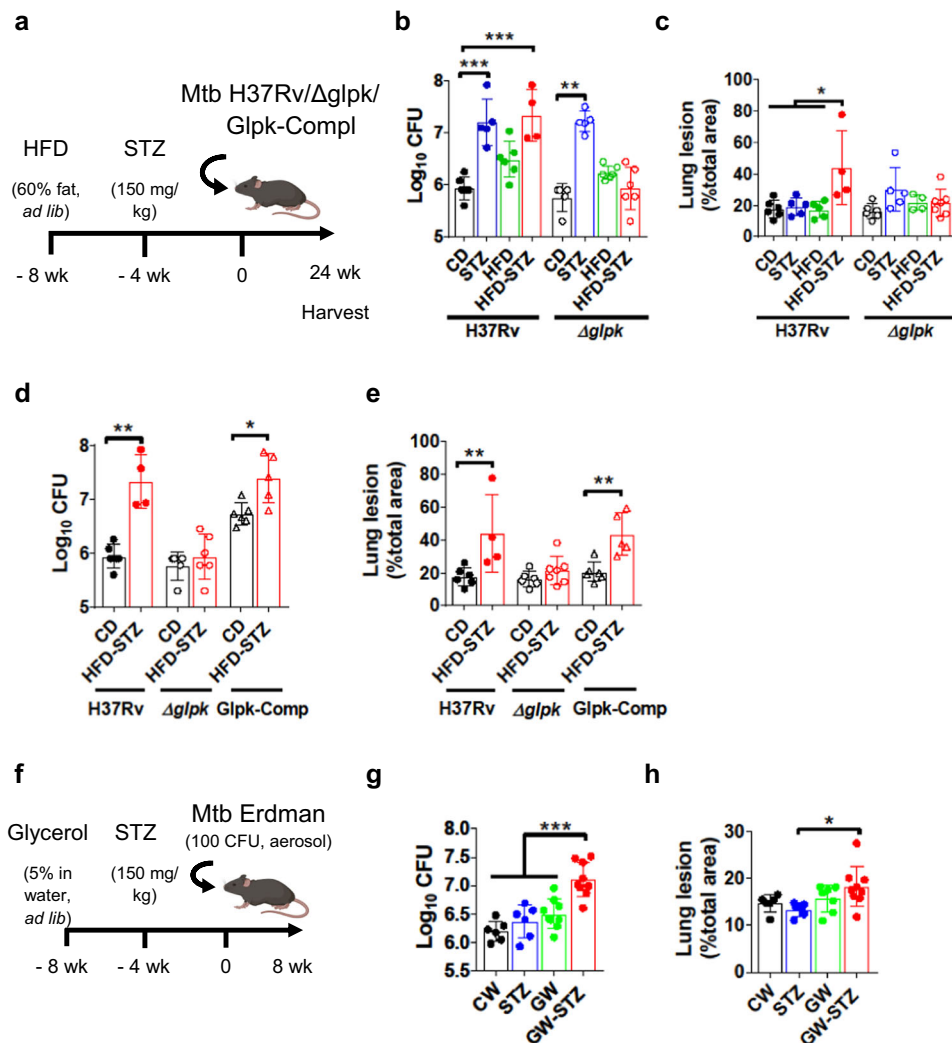 a
Mtb H37Rv/Δglpk/
Glpk-Compl
HFD
STZ
(60% fat,
ad lib)
(150 mg/
kg)
- 8 wk
- 4 wk
0
24 wk
Harvest
b
***
***
**
Log10 CFU
8
7
6
5
CD
STZ
HFD
HFD-STZ
CD
STZ
HFD
HFD-STZ
H37Rv
Δglpk
c
*
Lung lesion
(%total area)
100
80
60
40
20
0
CD
STZ
HFD
HFD-STZ
CD
STZ
HFD
HFD-STZ
H37Rv
Δglpk
d
**
*
Log10 CFU
8
7
6
5
CD
HFD-STZ
CD
HFD-STZ
CD
HFD-STZ
H37Rv
Δglpk
Glpk-Comp
e
**
**
Lung lesion
(%total area)
100
80
60
40
20
0
CD
HFD-STZ
CD
HFD-STZ
CD
HFD-STZ
H37Rv
Δglpk
Glpk-Comp
f
Mtb Erdman
(100 CFU, aerosol)
Glycerol
STZ
(5% in
water,
ad lib)
(150 mg/
kg)
- 8 wk
- 4 wk
0
8 wk
g
***
Log10 CFU
8.0
7.5
7.0
6.5
6.0
5.5
CW
STZ
GW
GW-STZ
h
*
Lung lesion
(%total area)
30
20
10
0
CW
STZ
GW
GW-STZ